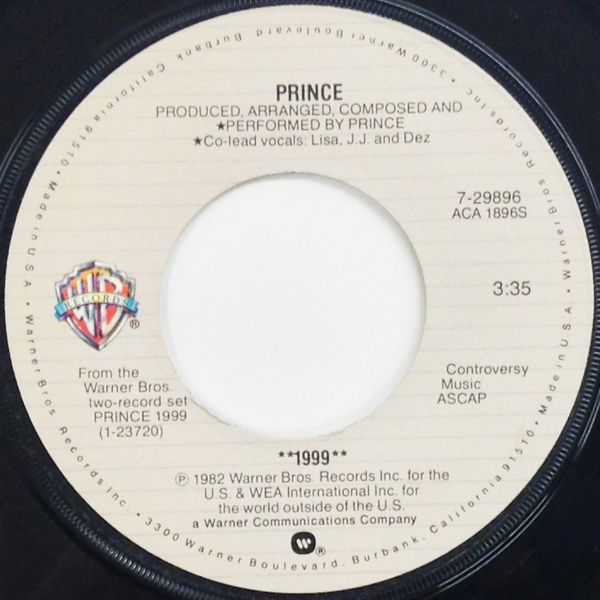 PRINCE
PRODUCED, ARRANGED, COMPOSED AND
★PERFORMED BY PRINCE
★Co-lead vocals: Lisa, J.J. and Dez
7-29896
ACA 1896S
3:35
RECORDS
®
From the
Warner Bros.
two-record set
PRINCE 1999
(1-23720)
Controversy
Music
ASCAP
**1999**
℗ 1982 Warner Bros. Records Inc. for the
U.S. & WEA International Inc. for
the world outside of the U.S.
a Warner Communications Company
®
Warner Bros Records Inc. • 3300 Warner Boulevard. Burbank, California 91510 • Made in U S A •
Warner Bros Records Inc • 3300 Warner Boulevard Burbank, California 91510 • Made in U S A •